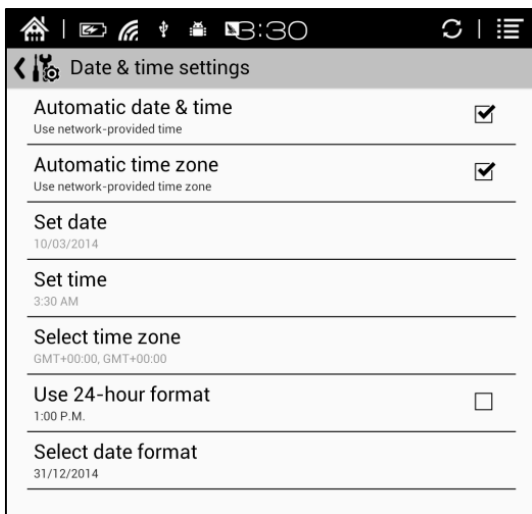 3:30
Date & time settings
Automatic date & time
Use network-provided time
Automatic time zone
Use network-provided time zone
Set date
10/03/2014
Set time
3:30 AM
Select time zone
GMT+00:00, GMT+00:00
Use 24-hour format
1:00 P.M.
Select date format
31/12/2014